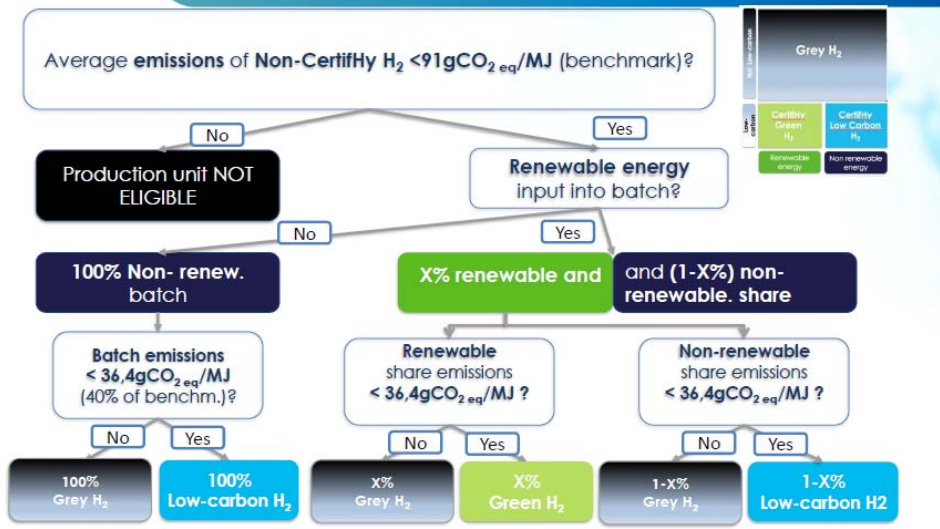 Average emissions of Non-CertifHy H₂ <91gCO₂ eq/MJ (benchmark)?
Not Low-carbon
Grey H₂
Low-carbon
CertifHy
Green
H₂
CertifHy
Low Carbon
H₂
Renewable
energy
Non renewable
energy
No
Yes
Production unit NOT
ELIGIBLE
Renewable energy
input into batch?
No
Yes
100% Non- renew.
batch
X% renewable and
and (1-X%) non-
renewable. share
Batch emissions
< 36,4gCO₂ eq/MJ
(40% of benchm.)?
Renewable
share emissions
< 36,4gCO₂ eq/MJ ?
Non-renewable
share emissions
< 36,4gCO₂ eq/MJ ?
No
Yes
No
Yes
No
Yes
100%
Grey H₂
100%
Low-carbon H₂
X%
Grey H₂
X%
Green H₂
1-X%
Grey H₂
1-X%
Low-carbon H2